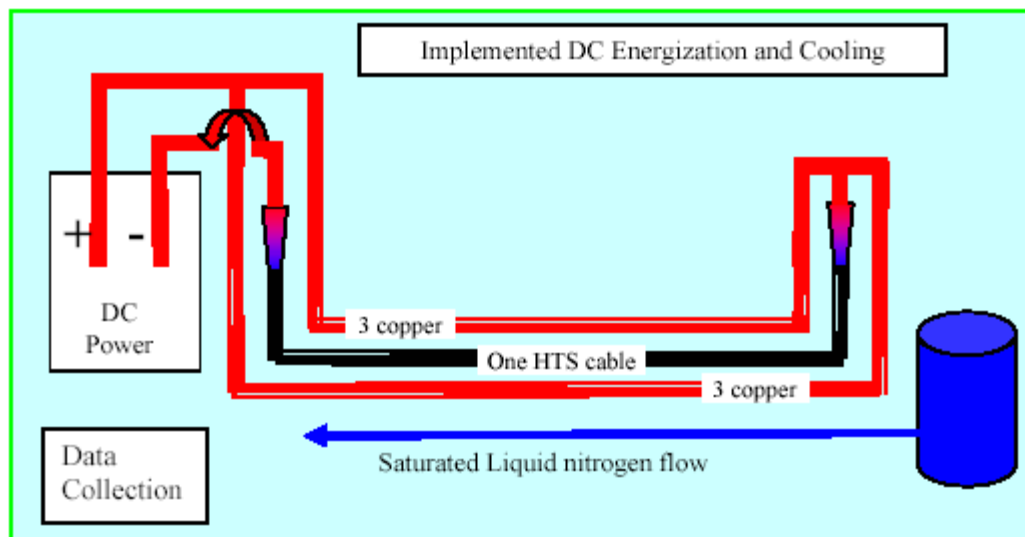 Implemented DC Energization and Cooling
+ -
DC
Power
3 copper
One HTS cable
3 copper
Saturated Liquid nitrogen flow
Data
Collection